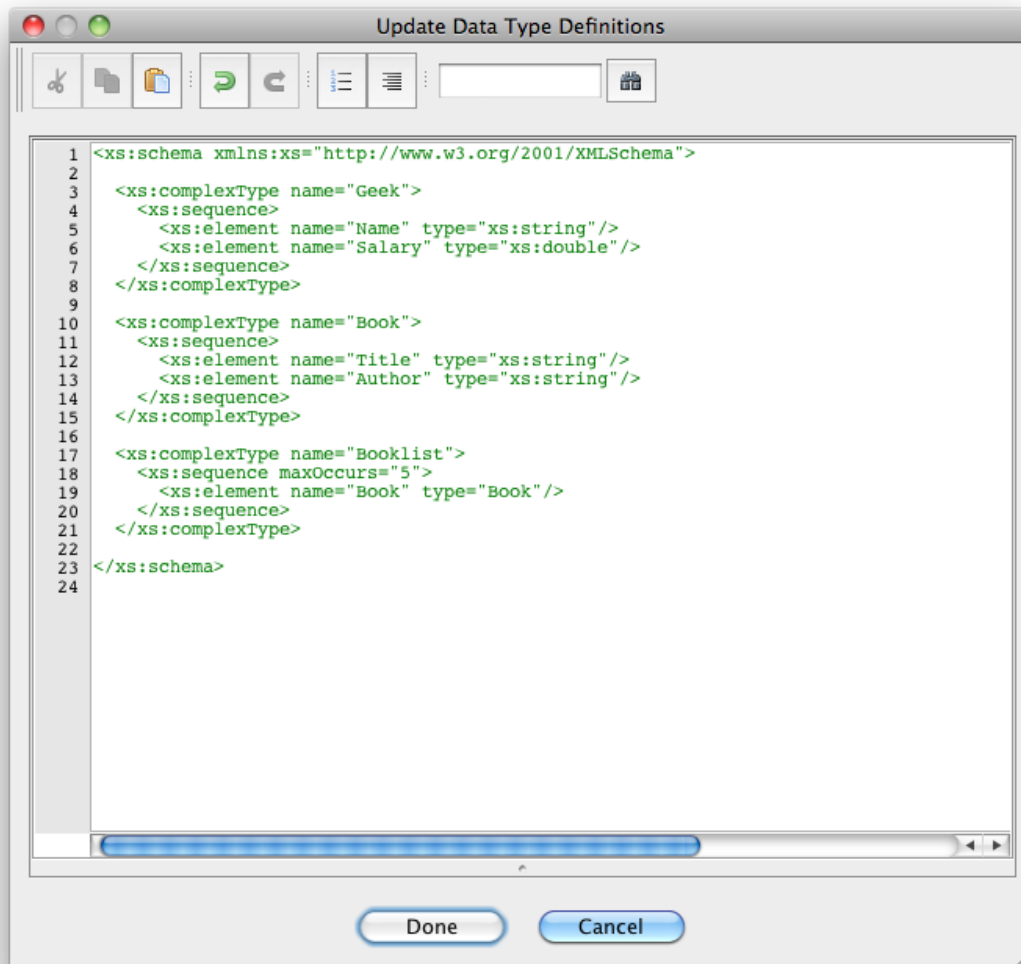 Update Data Type Definitions
1 <xs:schema xmlns:xs="http://www.w3.org/2001/XMLSchema">
2
3   <xs:complexType name="Geek">
4     <xs:sequence>
5       <xs:element name="Name" type="xs:string"/>
6       <xs:element name="Salary" type="xs:double"/>
7     </xs:sequence>
8   </xs:complexType>
9
10   <xs:complexType name="Book">
11     <xs:sequence>
12       <xs:element name="Title" type="xs:string"/>
13       <xs:element name="Author" type="xs:string"/>
14     </xs:sequence>
15   </xs:complexType>
16
17   <xs:complexType name="Booklist">
18     <xs:sequence maxOccurs="5">
19       <xs:element name="Book" type="Book"/>
20     </xs:sequence>
21   </xs:complexType>
22
23 </xs:schema>
24
Done Cancel